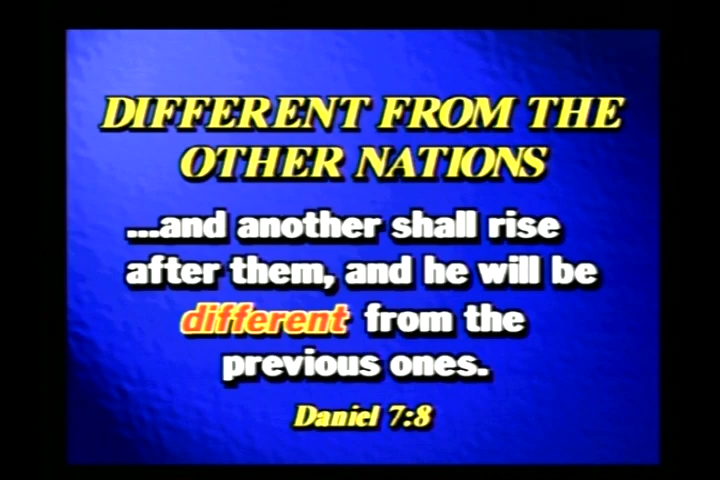 DIFFERENT FROM THE
OTHER NATIONS
...and another shall rise
after them, and he will be
different from the
previous ones.
Daniel 7:8